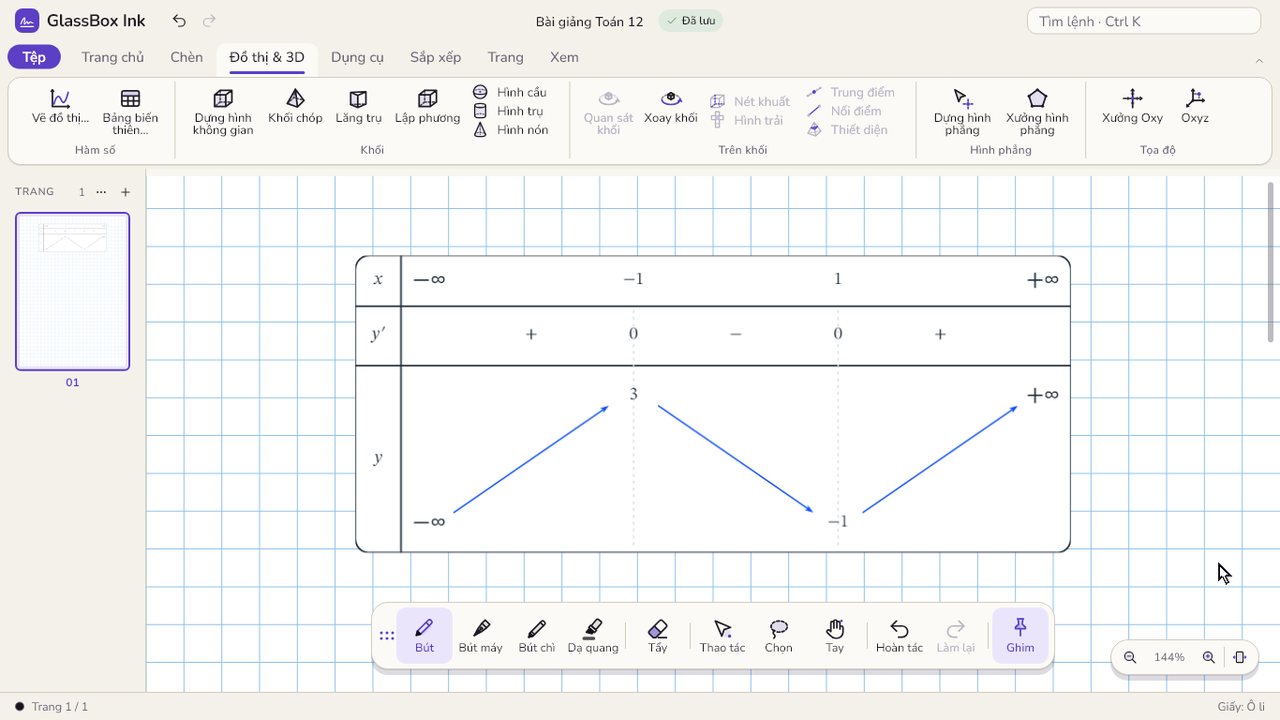 GlassBox Ink
Bài giảng Toán 12
Đã lưu
Tìm lệnh · Ctrl K
Tệp Trang chủ Chèn Đồ thị & 3D Dụng cụ Sắp xếp Trang Xem
Vẽ đồ thị...
Bảng biến thiên...
Hàm số
Dựng hình không gian
Khối chóp
Lăng trụ
Lập phương
Hình cầu
Hình trụ
Hình nón
Khối
Quan sát khối
Xoay khối
Nét khuất
Hình trải
Trung điểm
Nối điểm
Thiết diện
Trên khối
Dựng hình phẳng
Xưởng hình phẳng
Hình phẳng
Xưởng Oxy
Oxyz
Tọa độ
TRANG 1 ... +
01
x −∞ −1 1 +∞
y′ + 0 − 0 +
3 +∞
y
−∞ −1
Bút Bút máy Bút chì Dạ quang Tẩy Thao tác Chọn Tay Hoàn tác Làm lại Ghim
144%
Trang 1 / 1
Giấy: Ô li